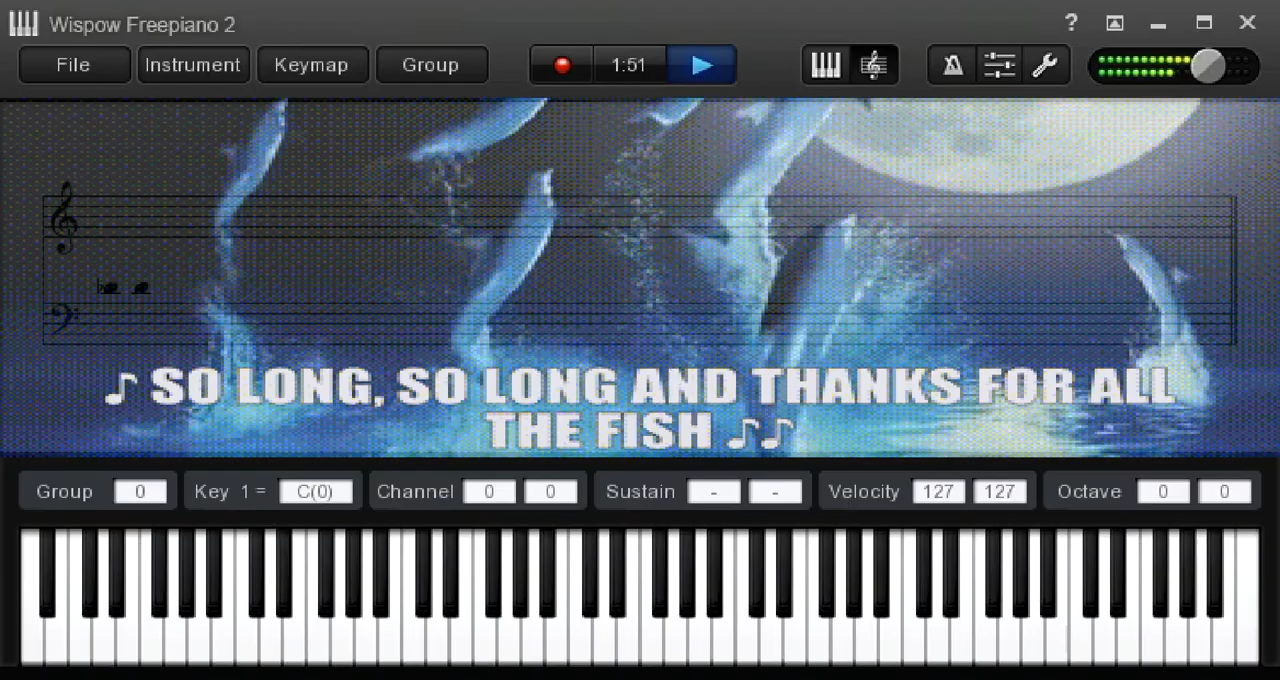 Wispow Freepiano 2
?
File Instrument Keymap Group 1:51
♪ SO LONG, SO LONG AND THANKS FOR ALL
THE FISH ♪♪
Group 0 Key 1 = C(0) Channel 0 0 Sustain - - Velocity 127 127 Octave 0 0